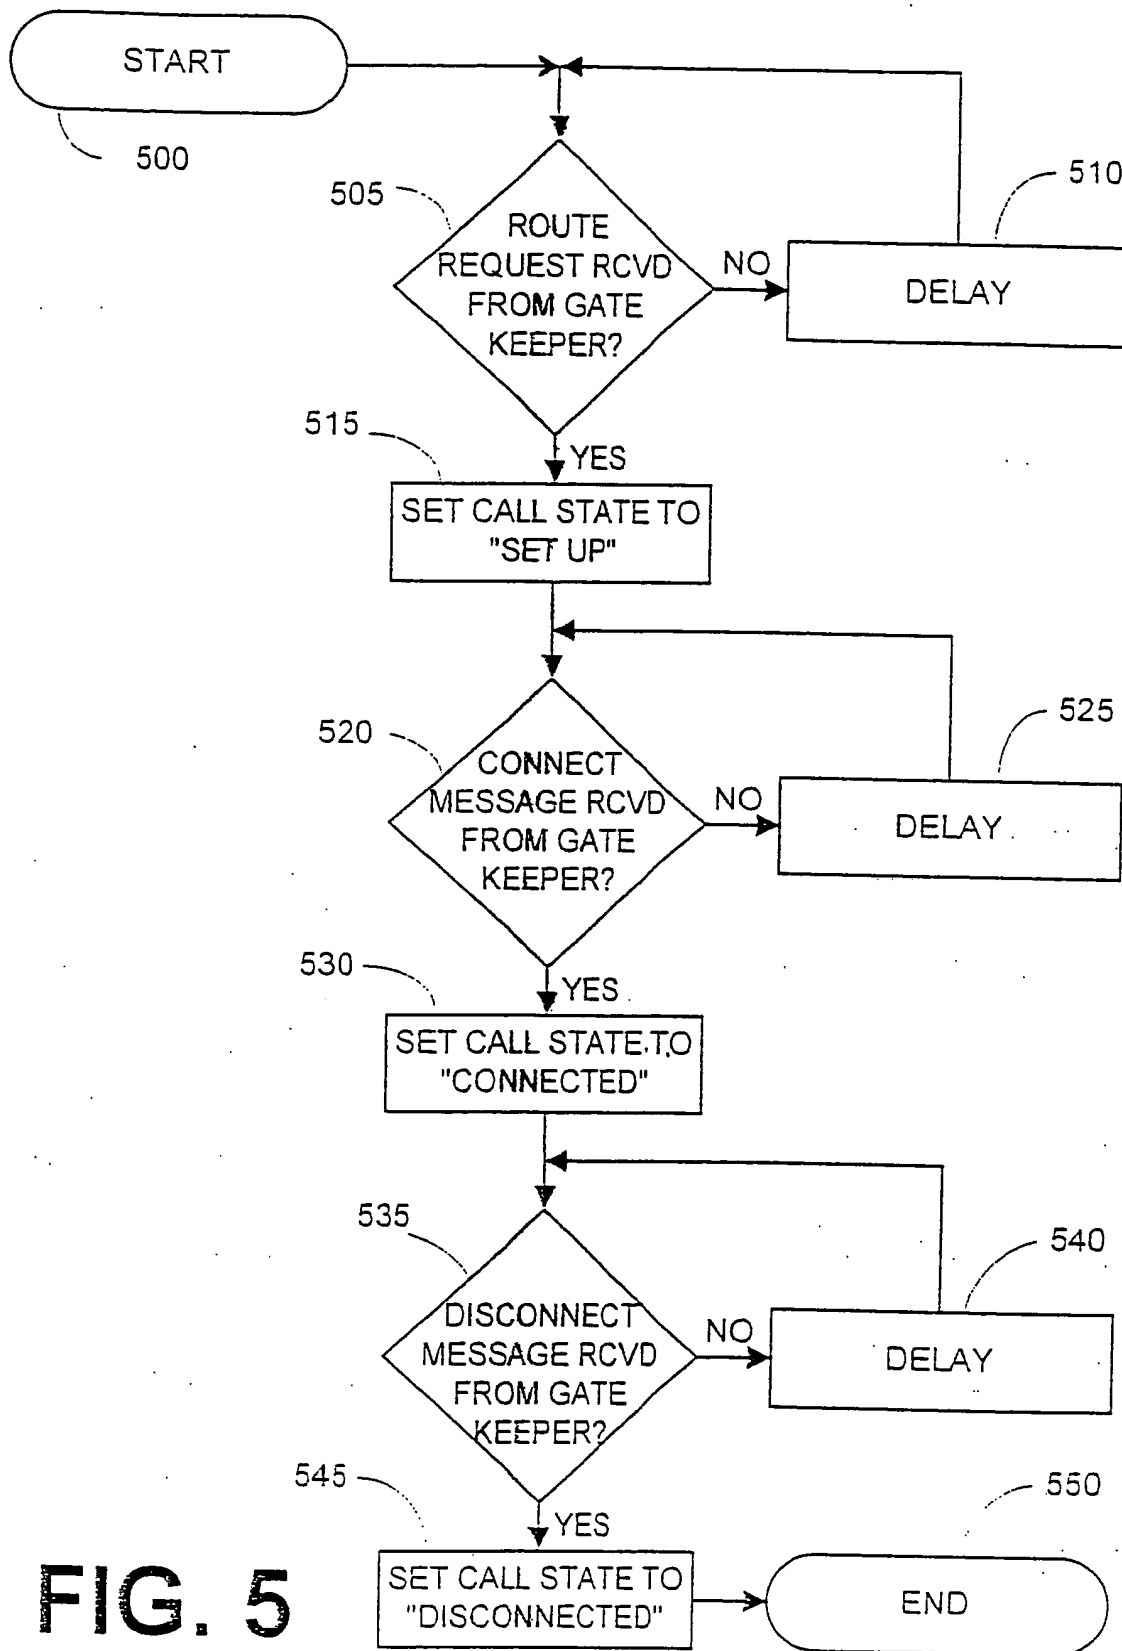 START
500
505
510
ROUTE
REQUEST RCVD
FROM GATE
KEEPER?
NO
DELAY
515
YES
SET CALL STATE TO
"SET UP"
520
525
CONNECT
MESSAGE RCVD
FROM GATE
KEEPER?
NO
DELAY
530
YES
SET CALL STATE TO
"CONNECTED"
535
540
DISCONNECT
MESSAGE RCVD
FROM GATE
KEEPER?
NO
DELAY
545
550
YES
SET CALL STATE TO
"DISCONNECTED"
END
FIG. 5